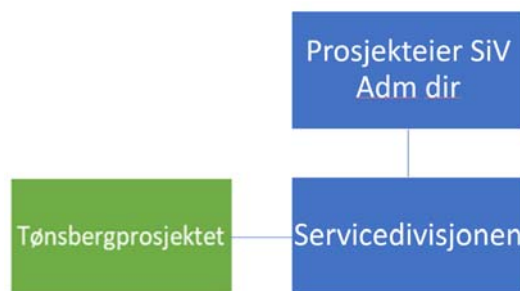 Prosjekteier SiV
Adm dir
Tønsbergprosjektet
Servicedivisjonen